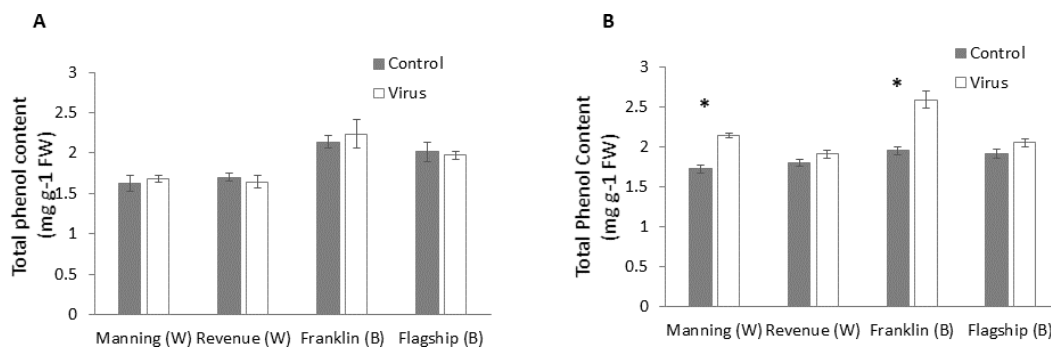 A
Total phenol content
(mg g-1 FW)
3
2.5
2
1.5
1
0.5
0
Control
Virus
Manning (W) Revenue (W) Franklin (B) Flagship (B)
B
Total Phenol Content
(mg g-1 FW)
3
2.5
2
1.5
1
0.5
0
Control
Virus
*
*
Manning (W) Revenue (W) Franklin (B) Flagship (B)